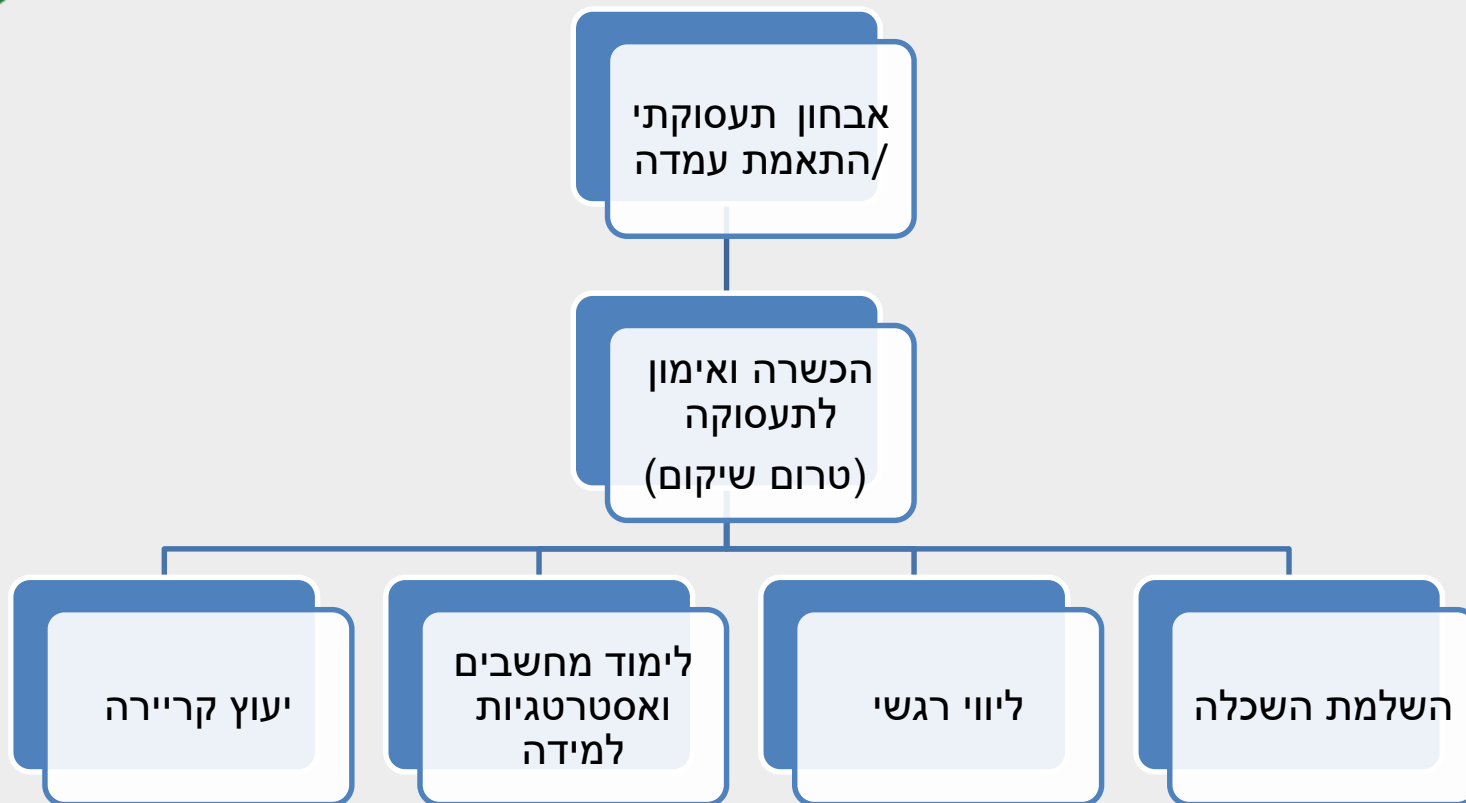 אבחון תעסוקתי
/התאמת עמדה
הכשרה ואימון
לתעסוקה
(טרום שיקום)
השלמת השכלה
ליווי רגשי
לימוד מחשבים
ואסטרטגיות
למידה
יעוץ קריירה